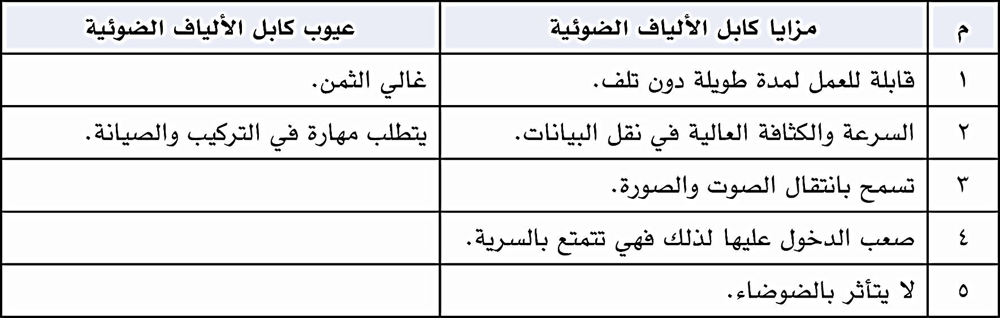 م مزايا كابل الألياف الضوئية عيوب كابل الألياف الضوئية
١ قابلة للعمل لمدة طويلة دون تلف. غالي الثمن.
٢ السرعة والكثافة العالية في نقل البيانات. يتطلب مهارة في التركيب والصيانة.
٣ تسمح بانتقال الصوت والصورة.
٤ صعب الدخول عليها لذلك فهي تتمتع بالسرية.
٥ لا يتأثر بالضوضاء.